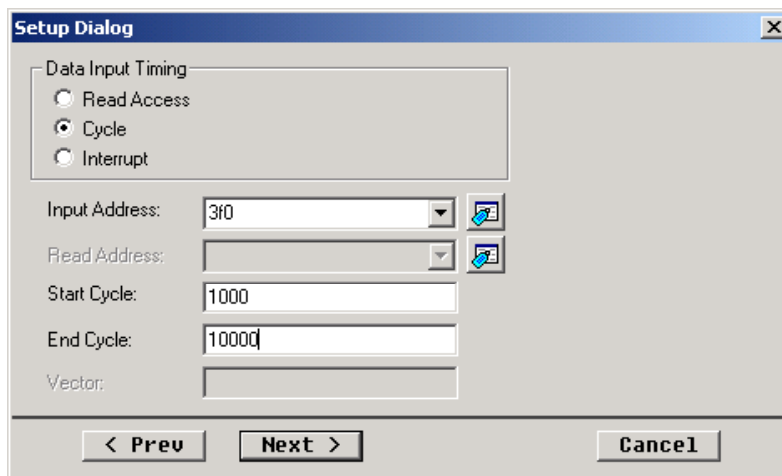 Setup Dialog
Data Input Timing
Read Access
Cycle
Interrupt
Input Address: 3f0
Read Address:
Start Cycle: 1000
End Cycle: 10000
Vector:
< Prev Next > Cancel